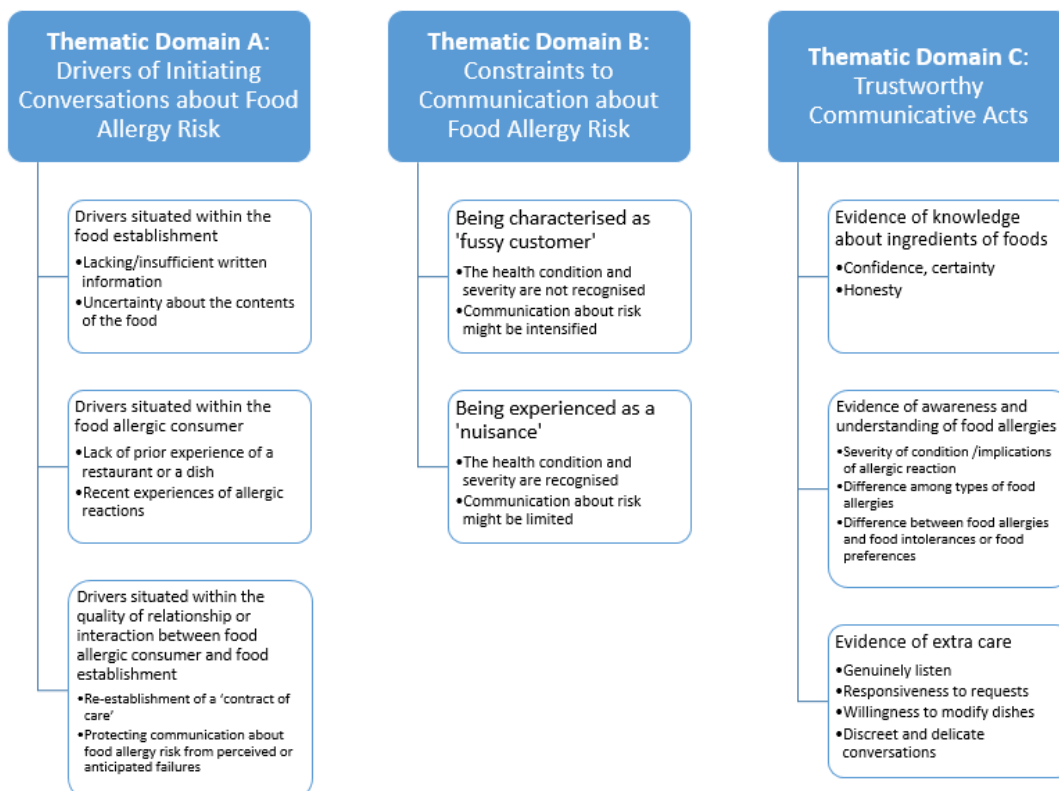 Thematic Domain A:
Drivers of Initiating
Conversations about Food
Allergy Risk
Drivers situated within the
food establishment
•Lacking/insufficient written
information
•Uncertainty about the contents
of the food
Drivers situated within the
food allergic consumer
•Lack of prior experience of a
restaurant or a dish
•Recent experiences of allergic
reactions
Drivers situated within the
quality of relationship or
interaction between food
allergic consumer and food
establishment
•Re-establishment of a ‘contract of
care’
•Protecting communication about
food allergy risk from perceived or
anticipated failures
Thematic Domain B:
Constraints to
Communication about
Food Allergy Risk
Being characterised as
'fussy customer'
•The health condition and
severity are not recognised
•Communication about risk
might be intensified
Being experienced as a
'nuisance'
•The health condition and
severity are recognised
•Communication about risk
might be limited
Thematic Domain C:
Trustworthy
Communicative Acts
Evidence of knowledge
about ingredients of foods
•Confidence, certainty
•Honesty
Evidence of awareness and
understanding of food allergies
•Severity of condition /implications
of allergic reaction
•Difference among types of food
allergies
•Difference between food allergies
and food intolerances or food
preferences
Evidence of extra care
•Genuinely listen
•Responsiveness to requests
•Willingness to modify dishes
•Discreet and delicate
conversations